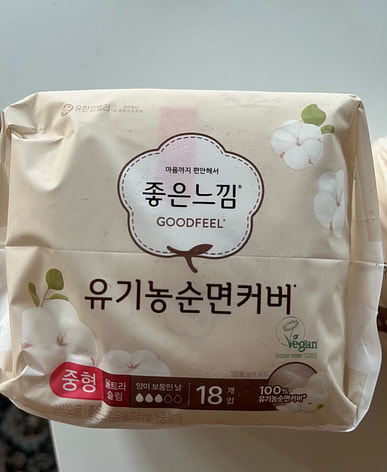 유한킴벌리
마음까지 편안해서
좋은느낌®
GOODFEEL®
유기농순면커버*
Vegan
중형
울트라
슬림
양이 보통인 날
18개
입
100%
유기농순면커버*